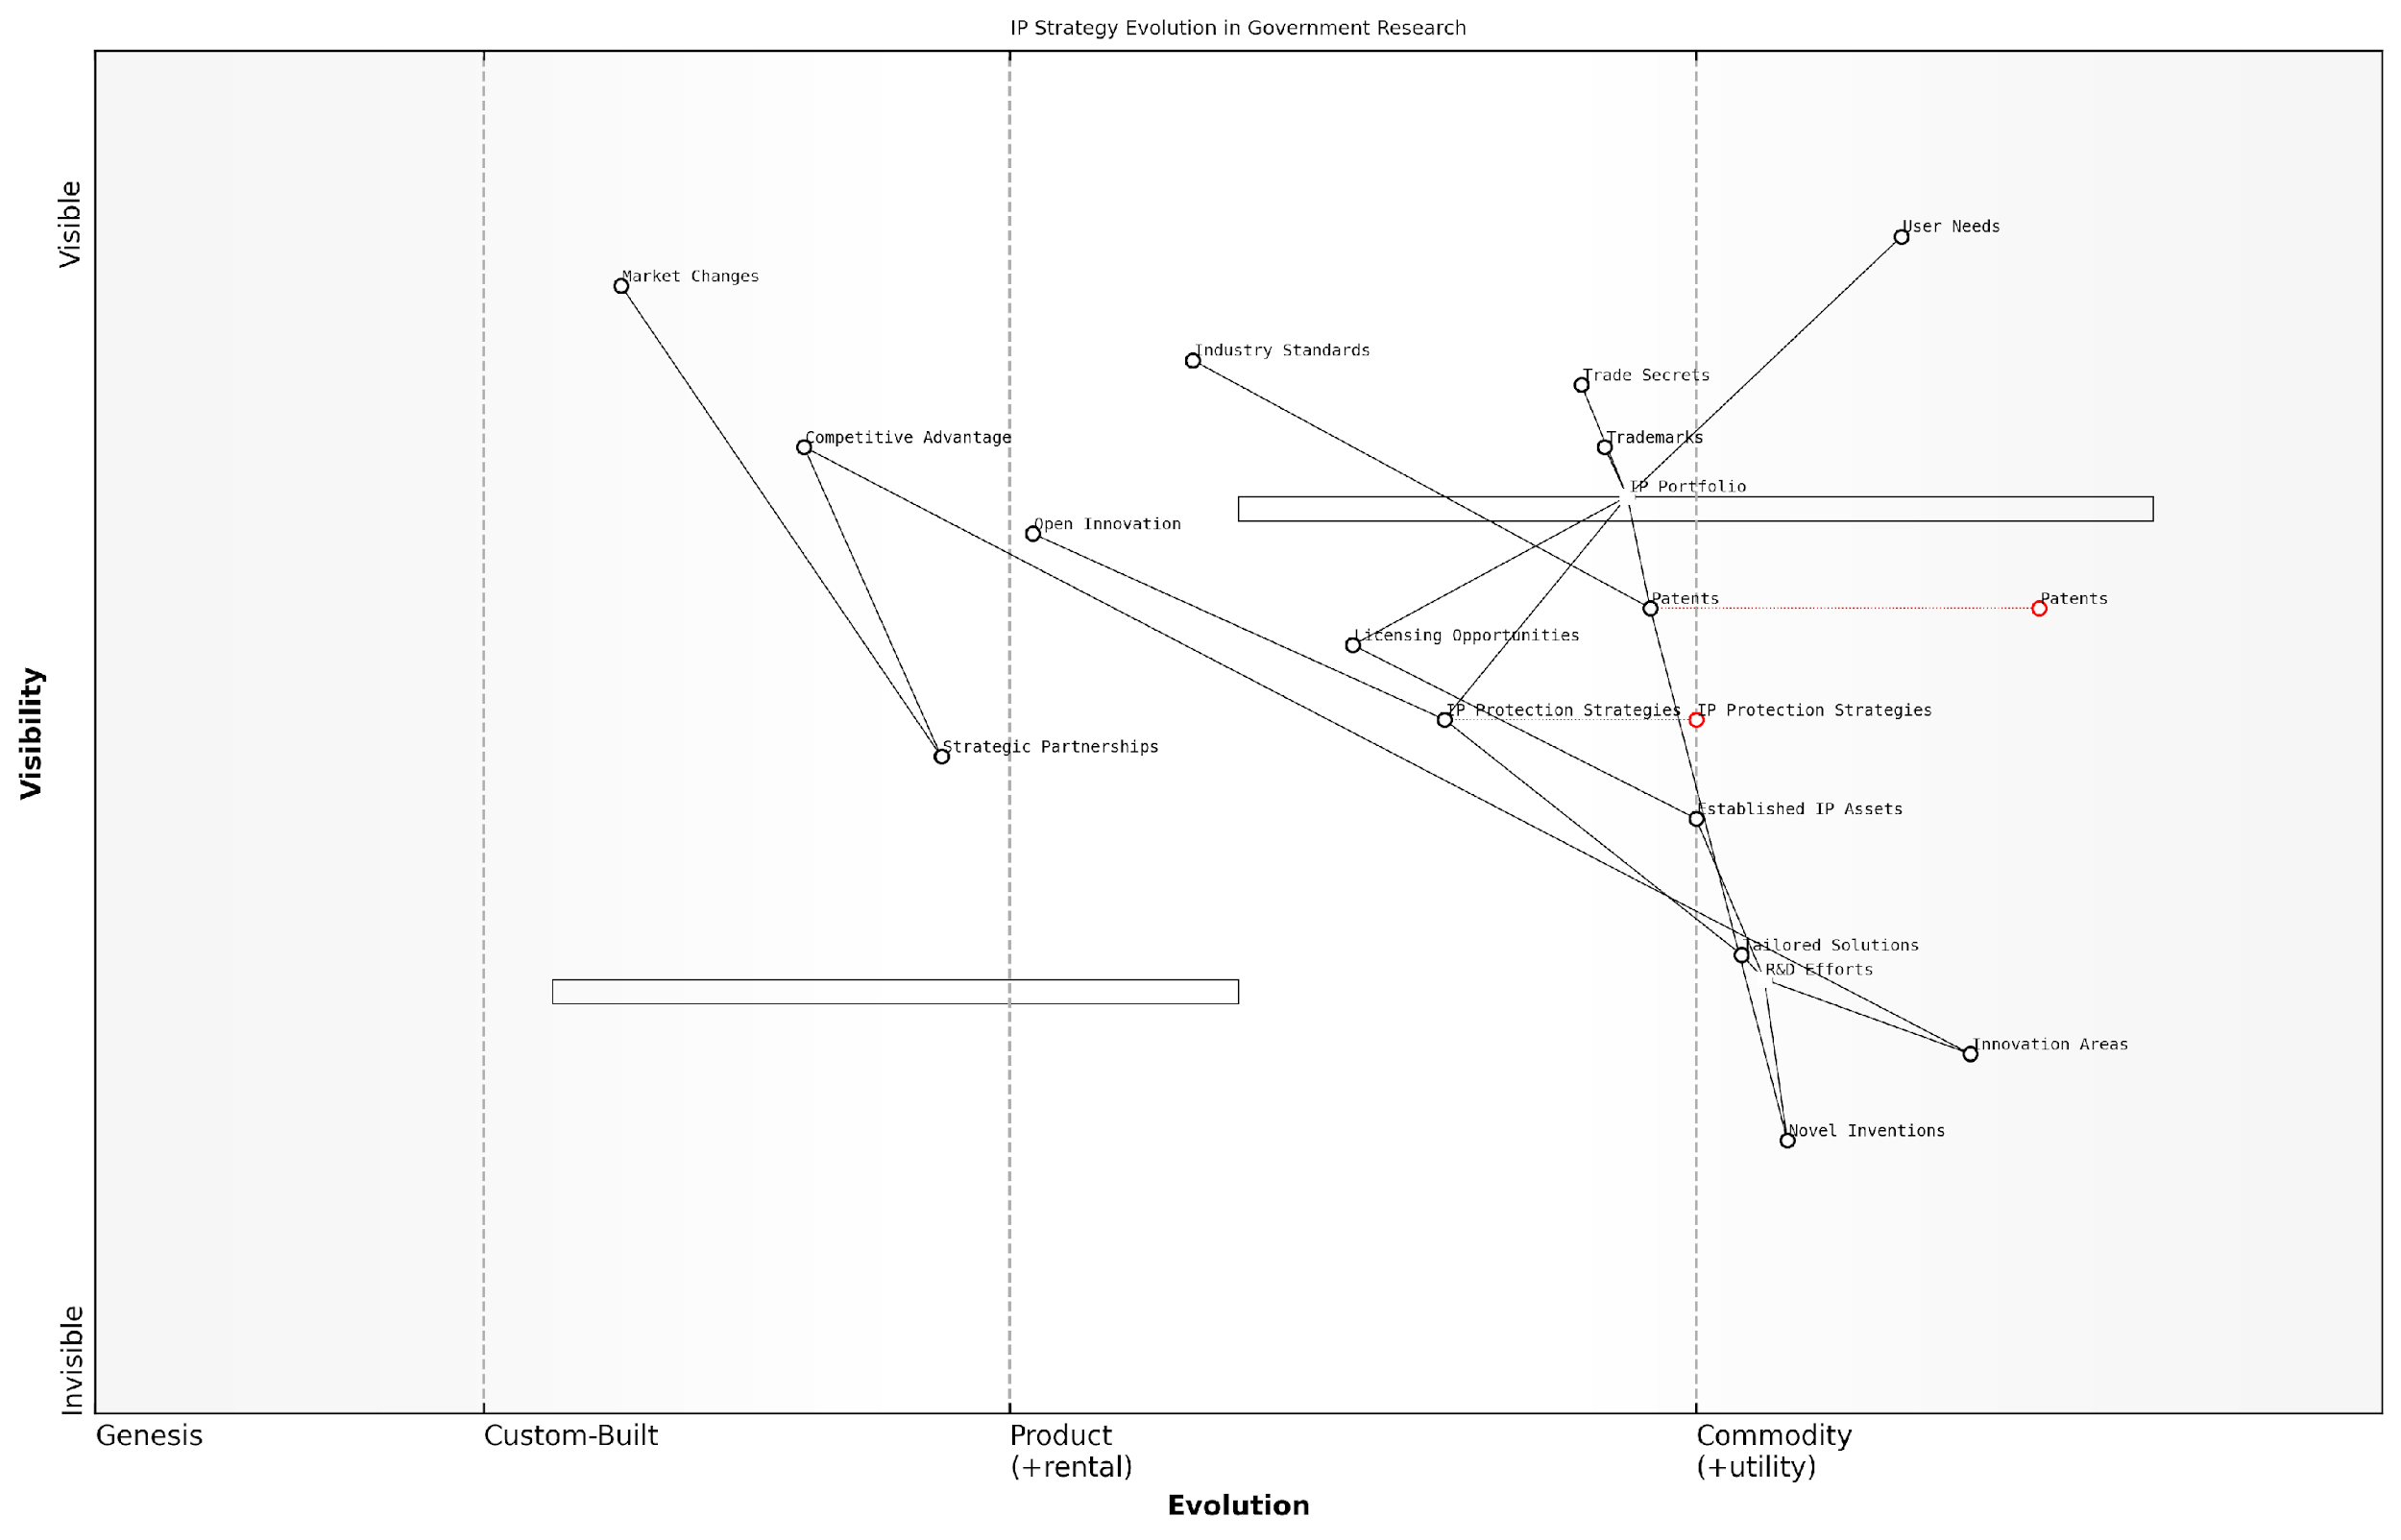 IP Strategy Evolution in Government Research
Visible
User Needs
Market Changes
Industry Standards
Trade Secrets
Competitive Advantage
Trademarks
IP Portfolio
Open Innovation
Patents
Patents
Licensing Opportunities
IP Protection Strategies
IP Protection Strategies
Strategic Partnerships
Visibility
Established IP Assets
Tailored Solutions
R&D Efforts
Innovation Areas
Novel Inventions
Invisible
Genesis
Custom-Built
Product
(+rental)
Commodity
(+utility)
Evolution